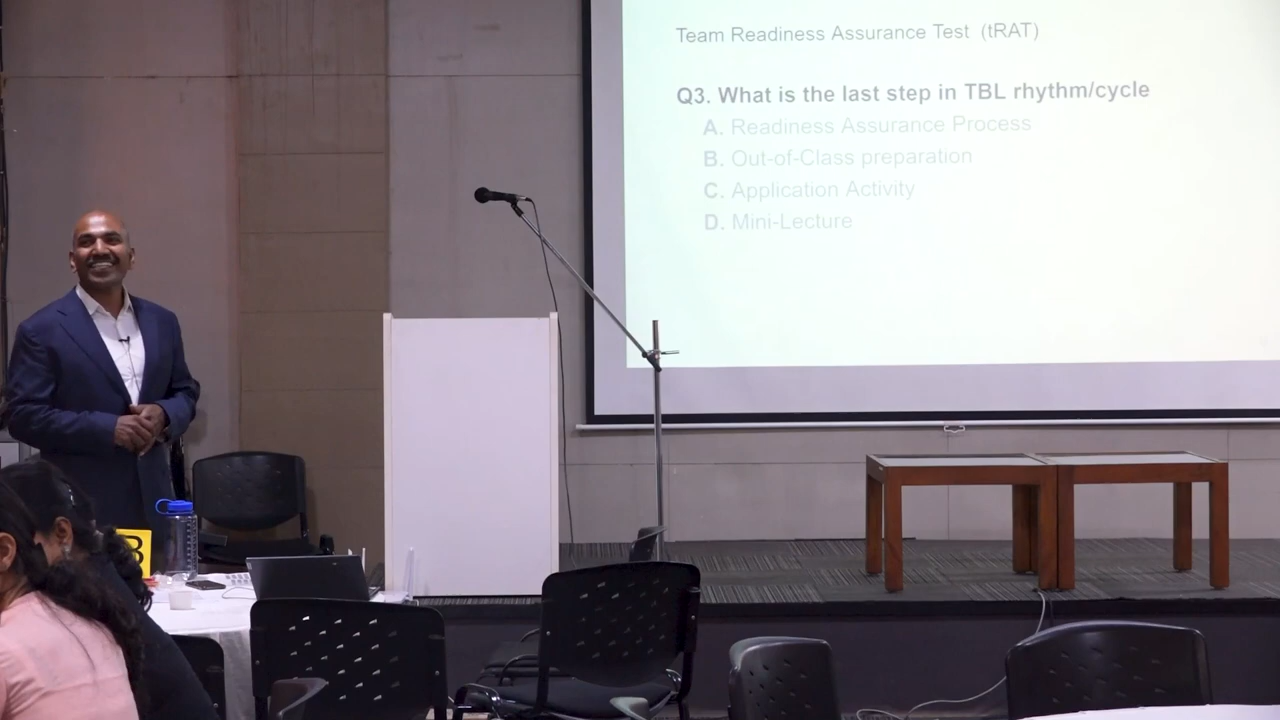 Team Readiness Assurance Test (tRAT)
Q3. What is the last step in TBL rhythm/cycle
A. Readiness Assurance Process
B. Out-of-Class preparation
C. Application Activity
D. Mini-Lecture
B